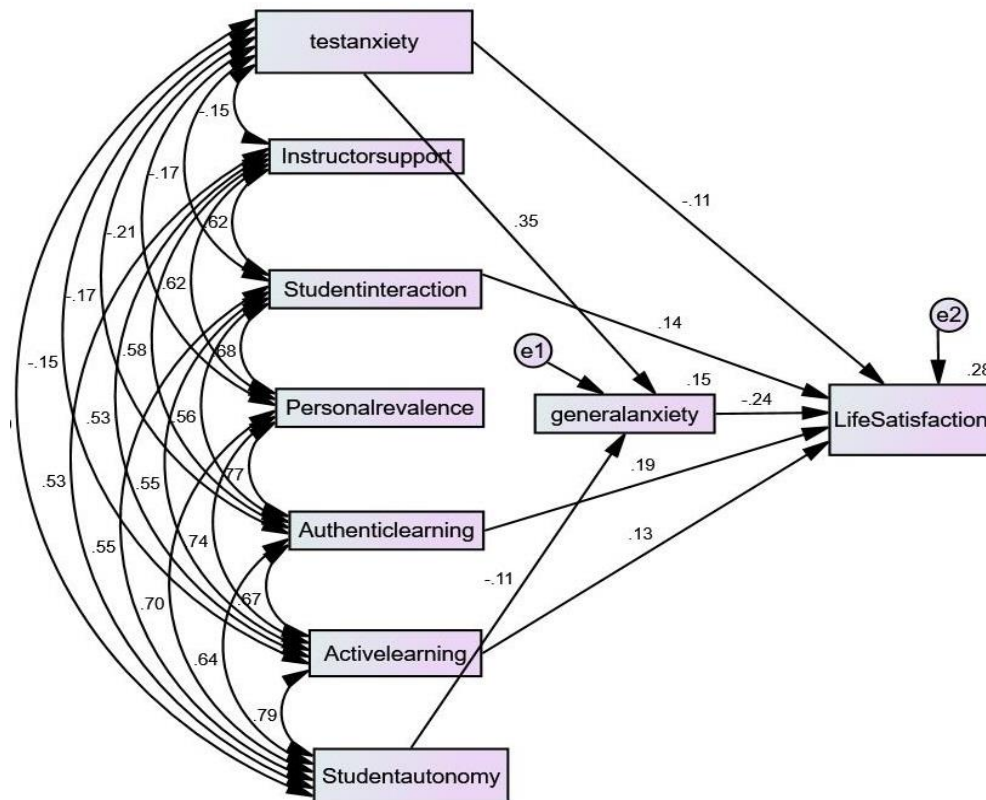 testanxiety
-.15
Instructorsupport
-.17
.62
.35
-.11
-.21
Studentinteraction
.62
-.17
.14
e2
.58
.68
e1
-.15
.15
.28
Personalrevalence
generalanxiety
-.24
LifeSatisfaction
.53
.56
.19
.77
.53
.55
Authenticlearning
.13
.55
.74
-.11
.70
.67
Activelearning
.64
.79
Studentautonomy